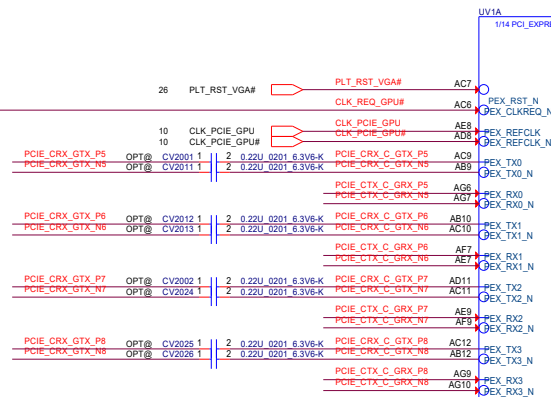 UV1A
1/14 PCI_EXPRE
26 PLT_RST_VGA# PLT_RST_VGA# AC7
PEX_RST_N
CLK_REQ_GPU# AC6
PEX_CLKREQ_N
10 CLK_PCIE_GPU CLK_PCIE_GPU AE8 PEX_REFCLK
10 CLK_PCIE_GPU# CLK_PCIE_GPU# AD8 PEX_REFCLK_N
PCIE_CRX_GTX_P5 OPT@ CV2001 1 2 0.22U_0201_6.3V6-K PCIE_CRX_C_GTX_P5 AC9 PEX_TX0
PCIE_CRX_GTX_N5 OPT@ CV2011 1 2 0.22U_0201_6.3V6-K PCIE_CRX_C_GTX_N5 AB9 PEX_TX0_N
PCIE_CTX_C_GRX_P5 AG6 PEX_RX0
PCIE_CTX_C_GRX_N5 AG7 PEX_RX0_N
PCIE_CRX_GTX_P6 OPT@ CV2012 1 2 0.22U_0201_6.3V6-K PCIE_CRX_C_GTX_P6 AB10 PEX_TX1
PCIE_CRX_GTX_N6 OPT@ CV2013 1 2 0.22U_0201_6.3V6-K PCIE_CRX_C_GTX_N6 AC10 PEX_TX1_N
PCIE_CTX_C_GRX_P6 AF7 PEX_RX1
PCIE_CTX_C_GRX_N6 AE7 PEX_RX1_N
PCIE_CRX_GTX_P7 OPT@ CV2002 1 2 0.22U_0201_6.3V6-K PCIE_CRX_C_GTX_P7 AD11 PEX_TX2
PCIE_CRX_GTX_N7 OPT@ CV2024 1 2 0.22U_0201_6.3V6-K PCIE_CRX_C_GTX_N7 AC11 PEX_TX2_N
PCIE_CTX_C_GRX_P7 AE9 PEX_RX2
PCIE_CTX_C_GRX_N7 AF9 PEX_RX2_N
PCIE_CRX_GTX_P8 OPT@ CV2025 1 2 0.22U_0201_6.3V6-K PCIE_CRX_C_GTX_P8 AC12 PEX_TX3
PCIE_CRX_GTX_N8 OPT@ CV2026 1 2 0.22U_0201_6.3V6-K PCIE_CRX_C_GTX_N8 AB12 PEX_TX3_N
PCIE_CTX_C_GRX_P8 AG9 PEX_RX3
PCIE_CTX_C_GRX_N8 AG10 PEX_RX3_N